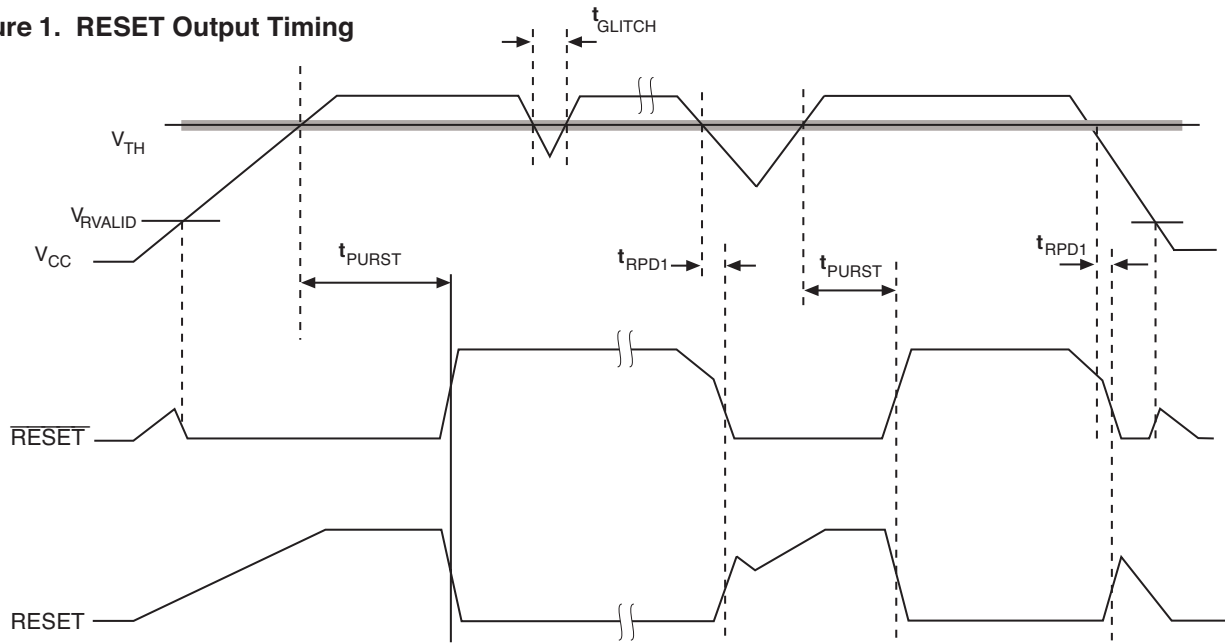 ure 1. RESET Output Timing
tGLITCH
VTH
VRVALID
VCC
tPURST
tRPD1
tPURST
tRPD1
RESET
RESET